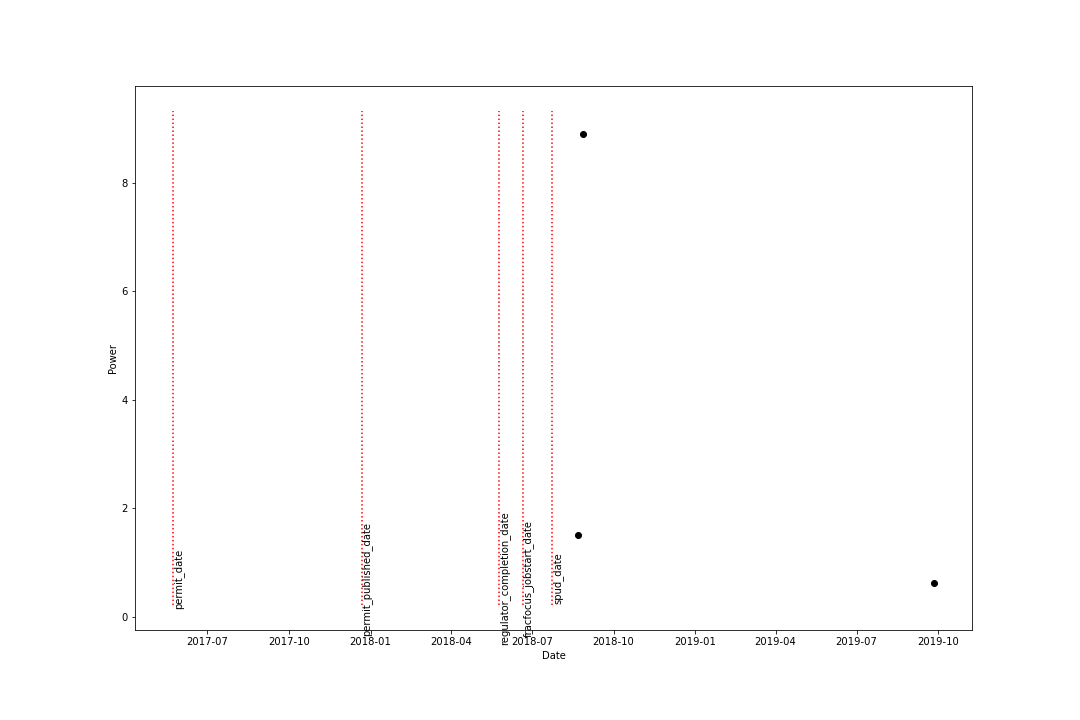 8
6
4
2
0
Power
permit_date
permit_published_date
regulator_completion_date
fracfocus_jobstart_date
spud_date
2017-07
2017-10
2018-01
2018-04
2018-07
2018-10
2019-01
2019-04
2019-07
2019-10
Date